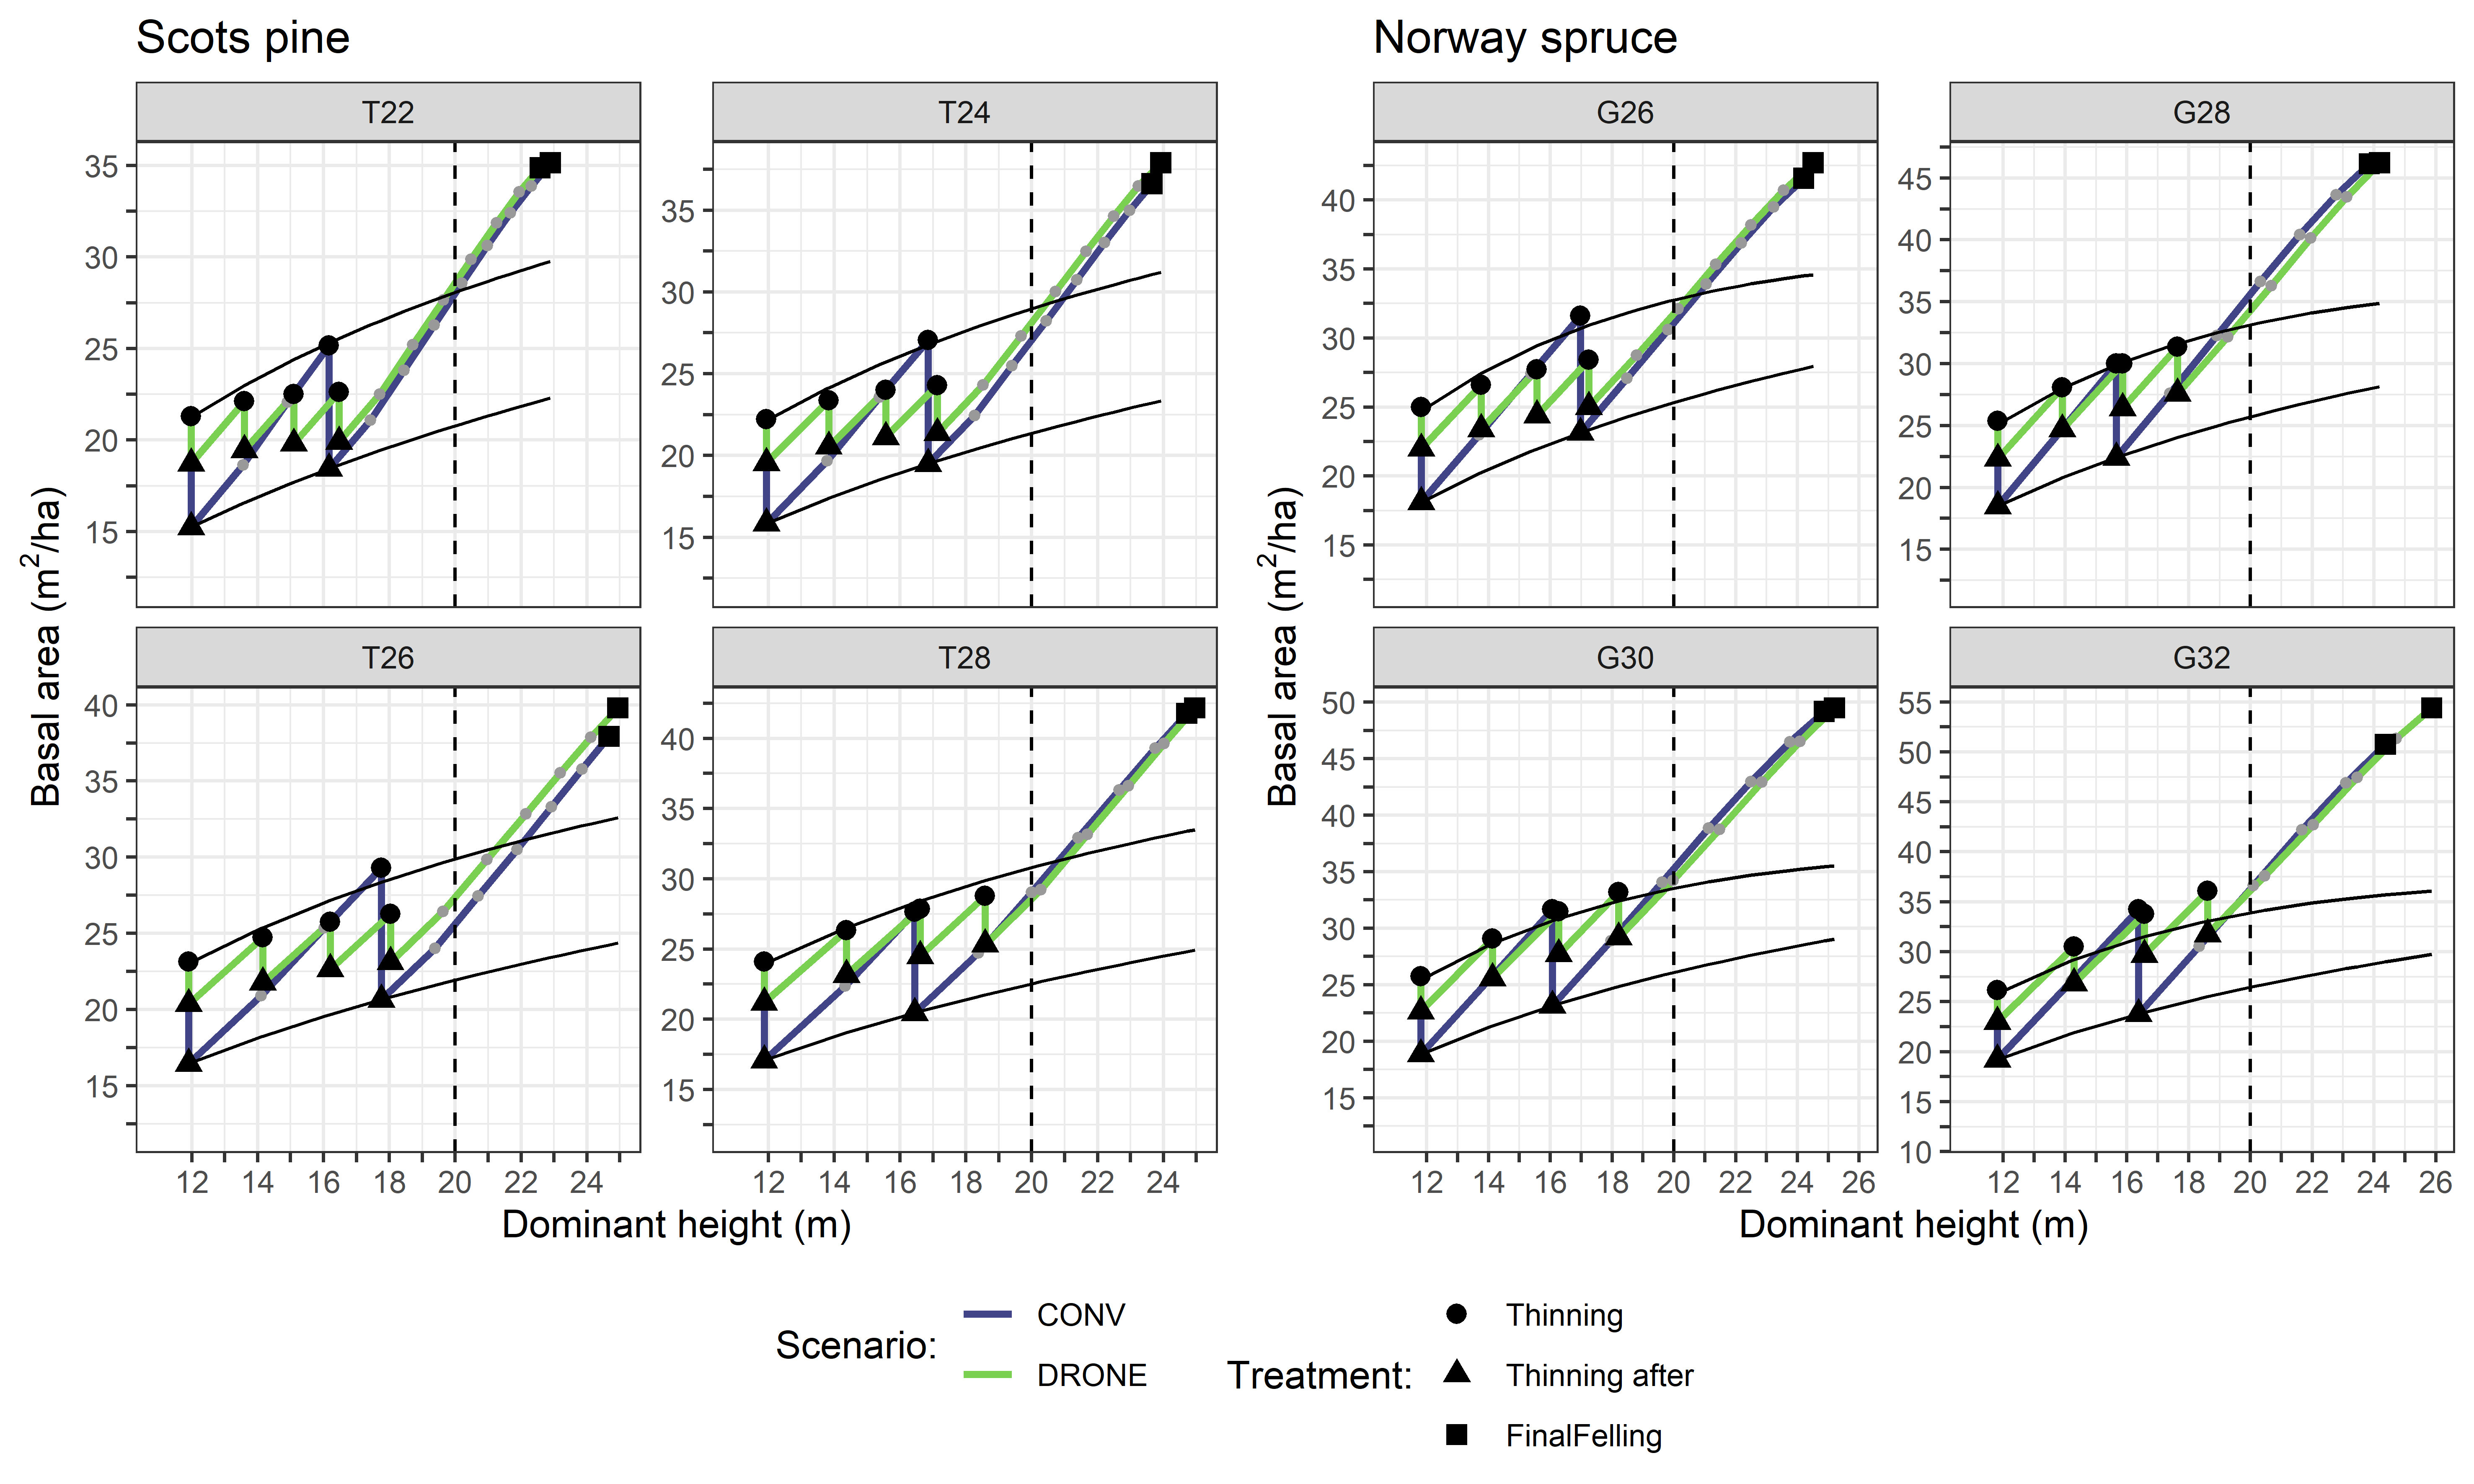 Scots pine
Norway spruce
T22
T24
G26
G28
35
30
25
20
15
35
30
25
20
15
40
35
30
25
20
15
45
40
35
30
25
20
15
T26
T28
G30
G32
40
35
30
25
20
15
40
35
30
25
20
15
50
45
40
35
30
25
20
15
55
50
45
40
35
30
25
20
15
10
12 14 16 18 20 22 24
12 14 16 18 20 22 24
12 14 16 18 20 22 24 26
12 14 16 18 20 22 24 26
Basal area (m²/ha)
Basal area (m²/ha)
Dominant height (m)
Dominant height (m)
Scenario:
CONV
DRONE
Treatment:
Thinning
Thinning after
FinalFelling